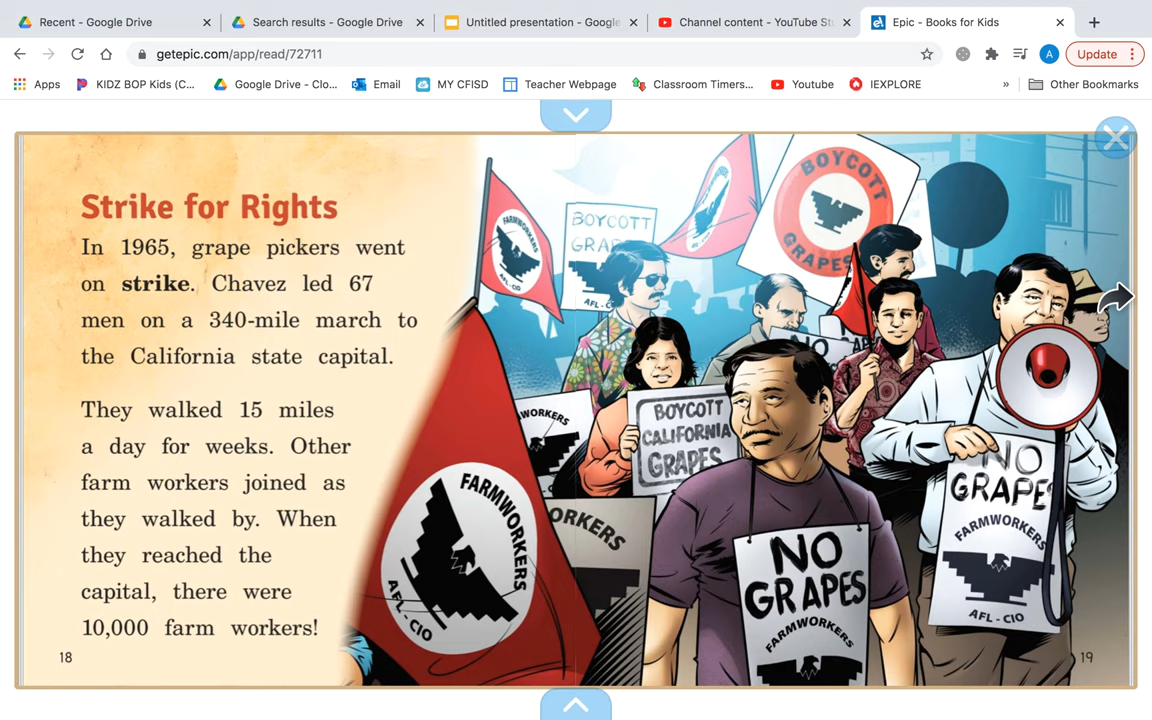 Recent - Google Drive
Search results - Google Drive
Untitled presentation - Google
Channel content - YouTube Stu
Epic - Books for Kids
getepic.com/app/read/72711
A
Update
Apps
KIDZ BOP Kids (C...
Google Drive - Clo...
Email
MY CFISD
Teacher Webpage
Classroom Timers...
Youtube
IEXPLORE
»
Other Bookmarks
Strike for Rights
In 1965, grape pickers went
on strike. Chavez led 67
men on a 340-mile march to
the California state capital.
They walked 15 miles
a day for weeks. Other
farm workers joined as
they walked by. When
they reached the
capital, there were
10,000 farm workers!
18
FARMWORKERS
AFL-CIO
BOYCOTT
GRA
AFL-C
BOYCOTT
GRAPES
NO
WORKERS
BOYCOTT
CALIFORNIA
GRAPES
FARMWORKERS
AFL-CIO
ORKERS
NO
GRAPES
FARMWORKERS
NO
GRAPE
FARMWORKERS
AFL-CIO
19